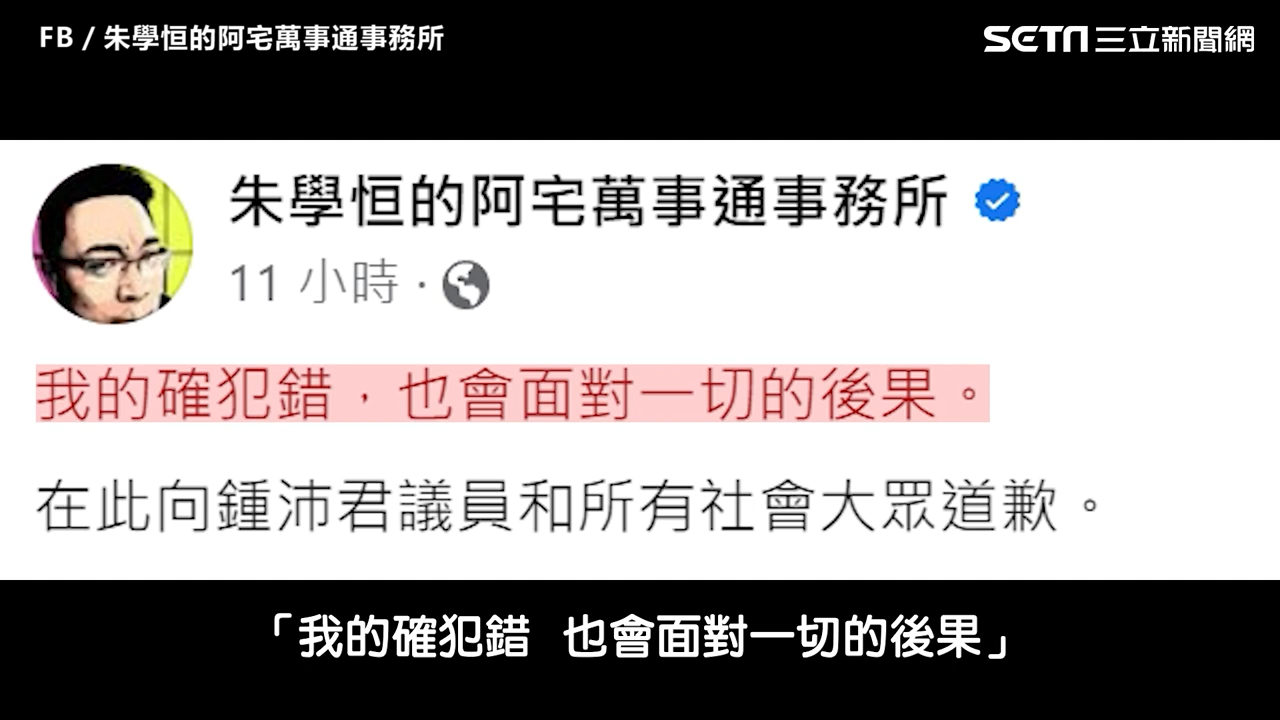 FB / 朱學恒的阿宅萬事通事務所
SETN三立新聞網
朱學恒的阿宅萬事通事務所
11 小時 ·
我的確犯錯，也會面對一切的後果。
在此向鍾沛君議員和所有社會大眾道歉。
「我的確犯錯 也會面對一切的後果」